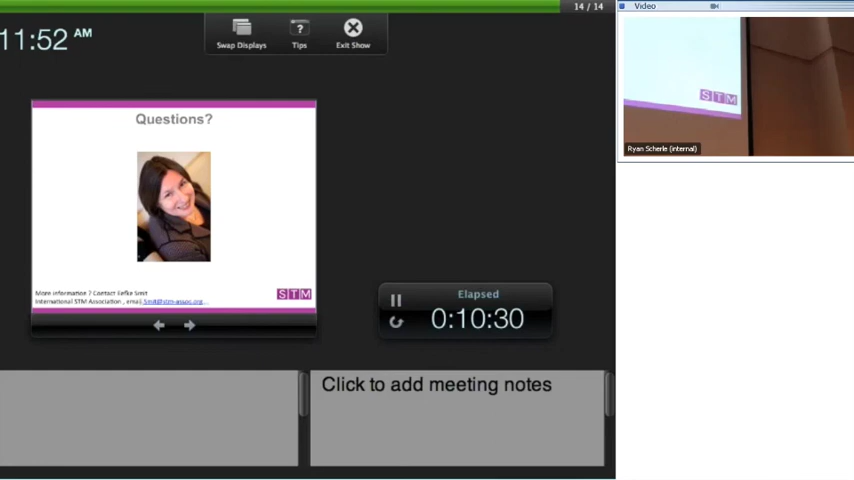 14 / 14
Video
11:52 AM
Swap Displays
Tips
Exit Show
STM
Ryan Scherle (internal)
Questions?
More information ? Contact Eefke Smit
International STM Association , email Smit@stm-assoc.org
STM
Elapsed
0:10:30
Click to add meeting notes